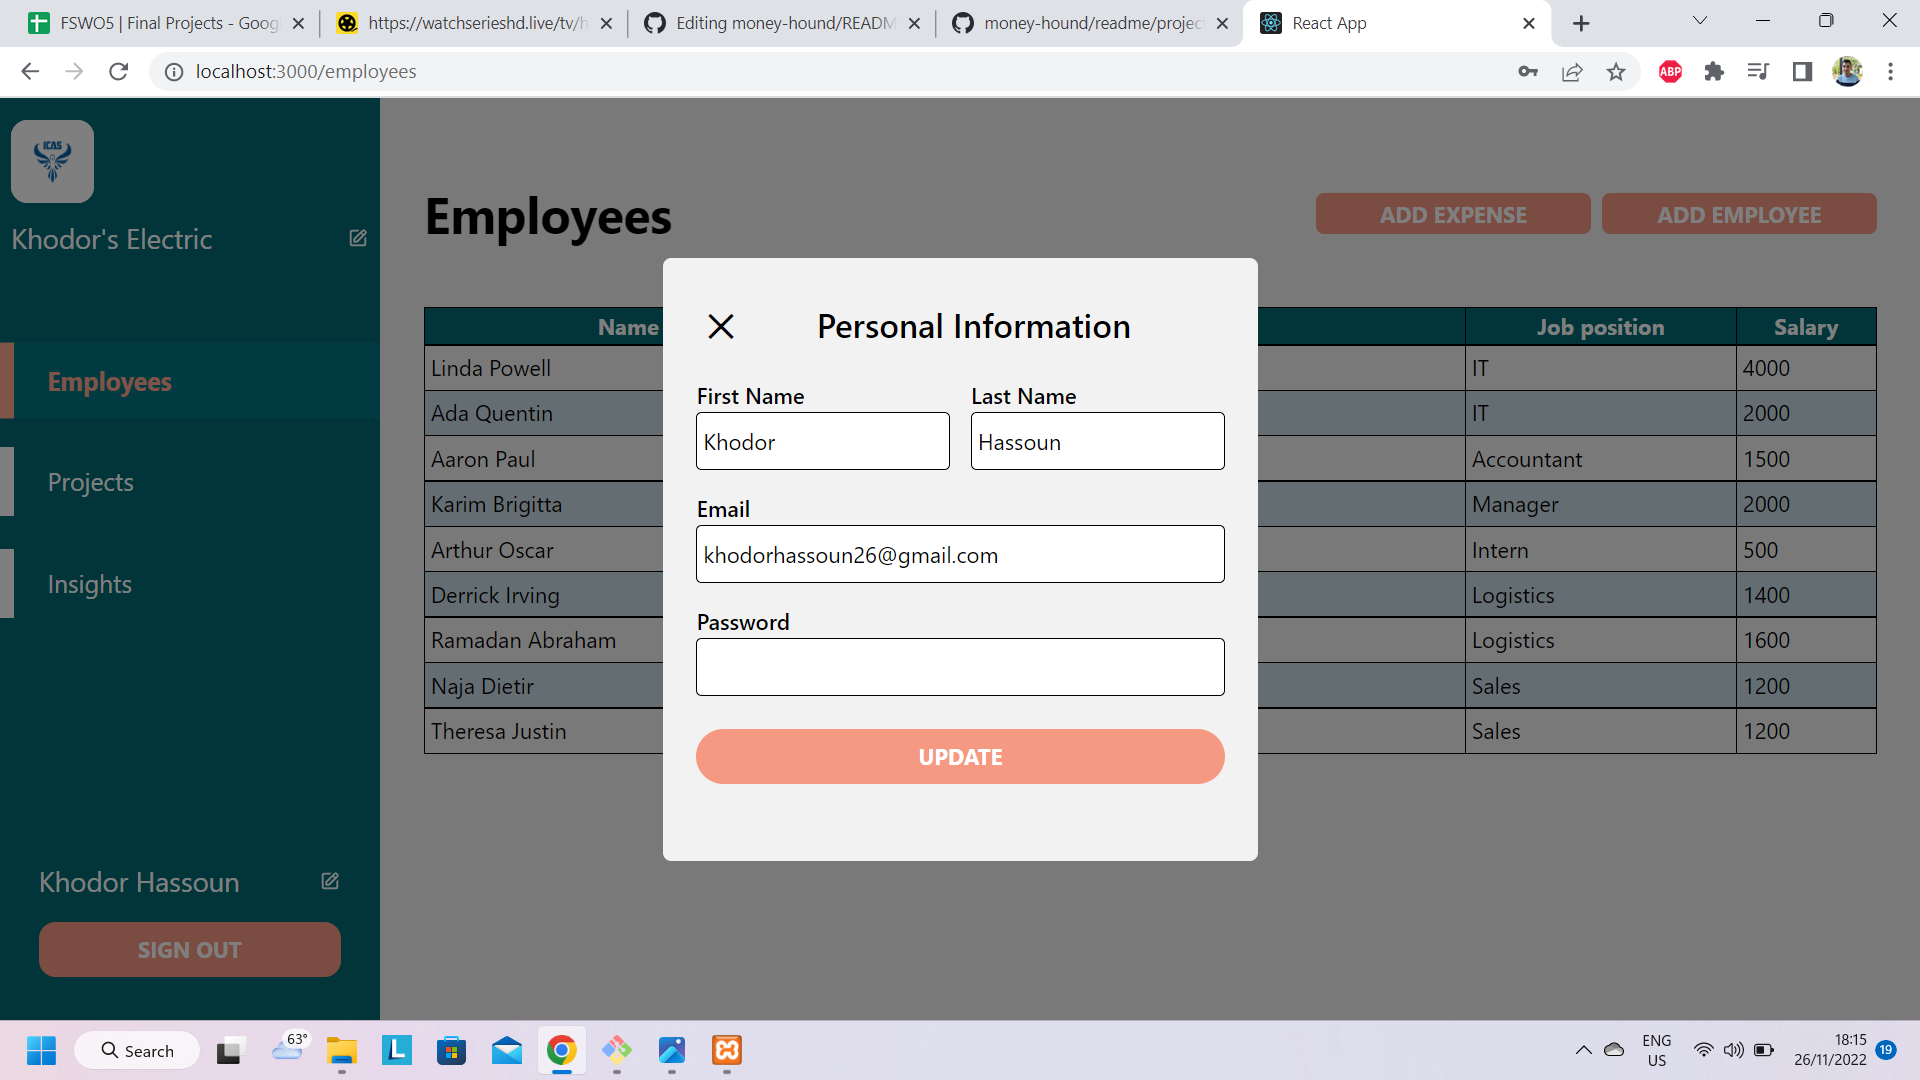 FSWO5 | Final Projects - Goog
https://watchserieshd.live/tv/h
Editing money-hound/READM
money-hound/readme/project
React App
localhost:3000/employees
ABP
ICAS
Khodor's Electric
Employees
Projects
Insights
Khodor Hassoun
SIGN OUT
Employees
ADD EXPENSE
ADD EMPLOYEE
Name Job position Salary
Linda Powell IT 4000
Ada Quentin IT 2000
Aaron Paul Accountant 1500
Karim Brigitta Manager 2000
Arthur Oscar Intern 500
Derrick Irving Logistics 1400
Ramadan Abraham Logistics 1600
Naja Dietir Sales 1200
Theresa Justin Sales 1200
Personal Information
First Name Last Name
Khodor Hassoun
Email
khodorhassoun26@gmail.com
Password
UPDATE
Search
63°
L
ENG
US
18:15
26/11/2022
19